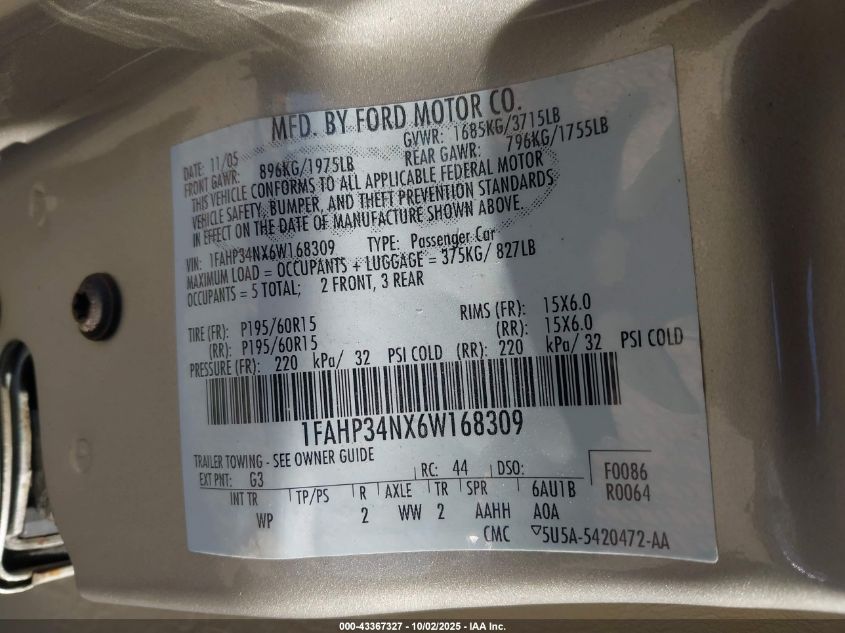 MFD. BY FORD MOTOR CO.
DATE: 11/05 GVWR: 1685KG/3715LB
FRONT GAWR: 896KG/1975LB REAR GAWR: 796KG/1755LB
THIS VEHICLE CONFORMS TO ALL APPLICABLE FEDERAL MOTOR
VEHICLE SAFETY, BUMPER, AND THEFT PREVENTION STANDARDS
IN EFFECT ON THE DATE OF MANUFACTURE SHOWN ABOVE.
VIN: 1FAHP34NX6W168309 TYPE: Passenger Car
MAXIMUM LOAD = OCCUPANTS + LUGGAGE = 375KG/ 827LB
OCCUPANTS = 5 TOTAL; 2 FRONT, 3 REAR
TIRE (FR): P195/60R15 RIMS (FR): 15X6.0
(RR): P195/60R15 (RR): 15X6.0
PRESSURE (FR): 220 kPa/ 32 PSI COLD (RR): 220 kPa/ 32 PSI COLD
1FAHP34NX6W168309
TRAILER TOWING - SEE OWNER GUIDE
EXT PNT: G3 RC: 44 DSO: F0086
INT TR TP/PS R AXLE TR SPR 6AU1B R0064
WP 2 WW 2 AAHH AOA
CMC ▽5U5A-5420472-AA
000-43367327 - 10/02/2025 - IAA Inc.